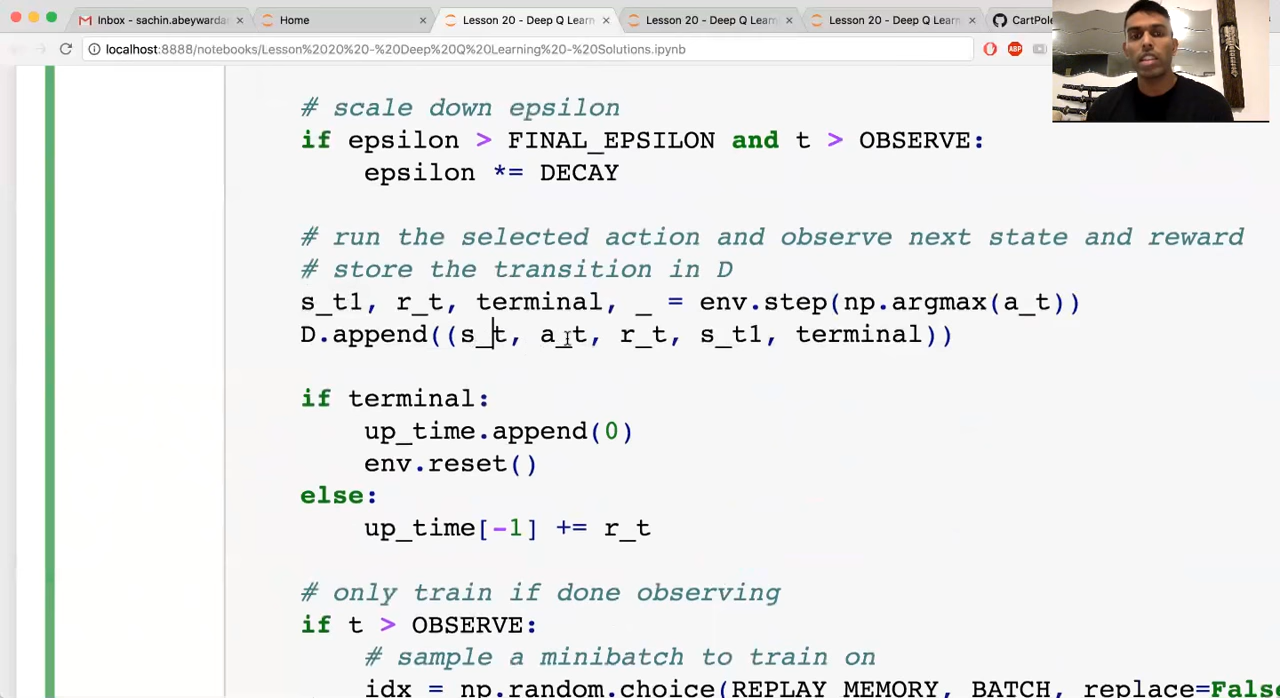 Inbox - sachin.abeywardan
Home
Lesson 20 - Deep Q Learn
Lesson 20 - Deep Q Learn
Lesson 20 - Deep Q Learn
CartPole
localhost:8888/notebooks/Lesson%2020%20-%20Deep%20Q%20Learning%20-%20Solutions.ipynb
ABP
# scale down epsilon
if epsilon > FINAL_EPSILON and t > OBSERVE:
epsilon *= DECAY
# run the selected action and observe next state and reward
# store the transition in D
s_t1, r_t, terminal, _ = env.step(np.argmax(a_t))
D.append((s_t, a_t, r_t, s_t1, terminal))
if terminal:
up_time.append(0)
env.reset()
else:
up_time[-1] += r_t
# only train if done observing
if t > OBSERVE:
# sample a minibatch to train on
idx = np.random.choice(REPLAY_MEMORY, BATCH, replace=False